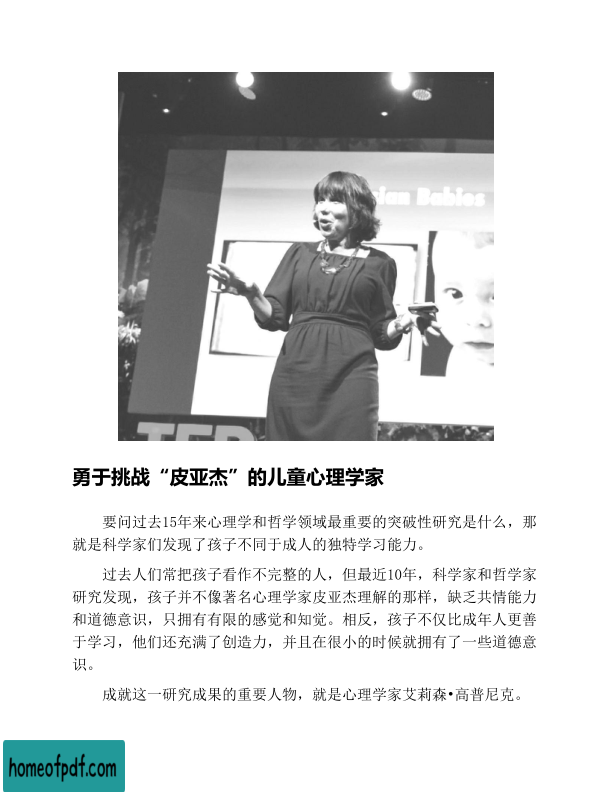 sian Babies
TED
勇于挑战“皮亚杰”的儿童心理学家
要问过去15年来心理学和哲学领域最重要的突破性研究是什么，那
就是科学家们发现了孩子不同于成人的独特学习能力。
过去人们常把孩子看作不完整的人，但最近10年，科学家和哲学家
研究发现，孩子并不像著名心理学家皮亚杰理解的那样，缺乏共情能力
和道德意识，只拥有有限的感觉和知觉。相反，孩子不仅比成年人更善
于学习，他们还充满了创造力，并且在很小的时候就拥有了一些道德意
识。
成就这一研究成果的重要人物，就是心理学家艾莉森•高普尼克。
homeofpdf.com